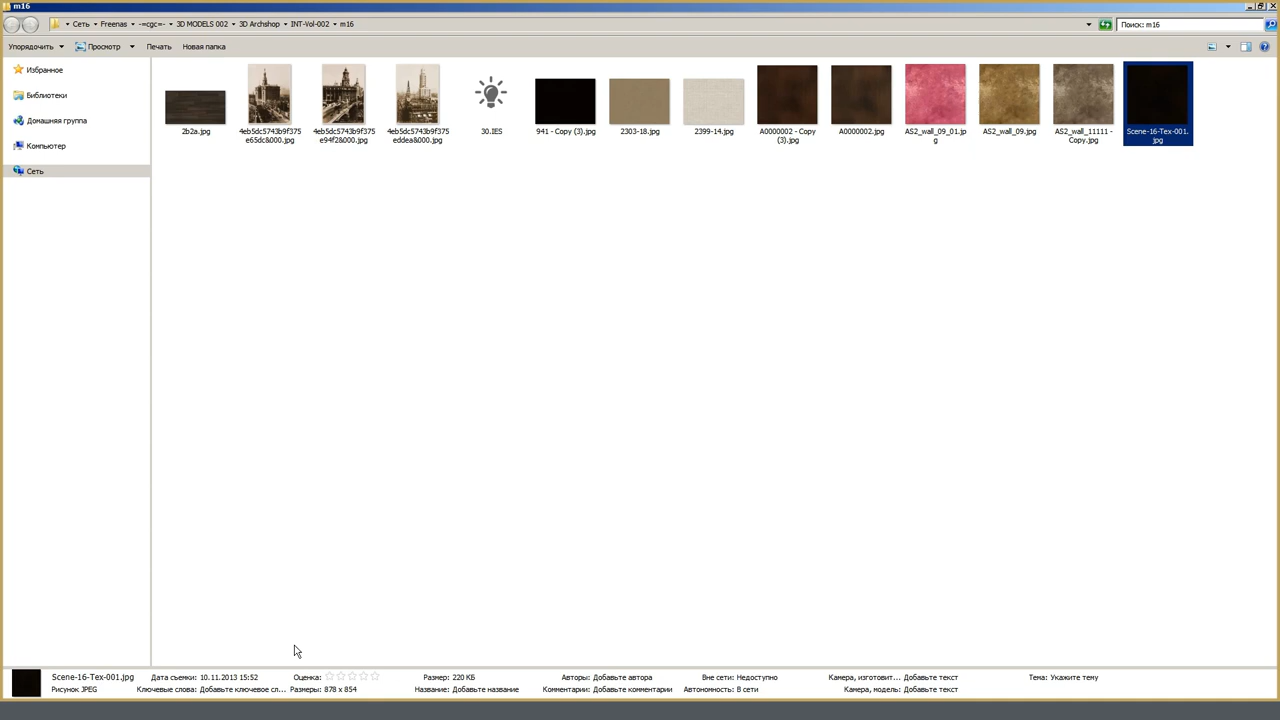 m16
Сеть Freenas -=cgc=- 3D MODELS 002 3D Archshop INT-Vol-002 m16
Поиск: m16
Упорядочить Просмотр Печать Новая папка
Избранное
Библиотеки
Домашняя группа
Компьютер
Сеть
2b2a.jpg
4eb5dc5743b9f375
e65dc&000.jpg
4eb5dc5743b9f375
e94f2&000.jpg
4eb5dc5743b9f375
eddea&000.jpg
30.IES
941 - Copy (3).jpg
2303-18.jpg
2399-14.jpg
A0000002 - Copy
(3).jpg
A0000002.jpg
AS2_wall_09_01.jp
g
AS2_wall_09.jpg
AS2_wall_11111 -
Copy.jpg
Scene-16-Tex-001.
jpg
Scene-16-Tex-001.jpg Дата съемки: 10.11.2013 15:52 Оценка: Размер: 220 КБ Авторы: Добавьте автора Вне сети: Недоступно Камера, изготовит... Добавьте текст Тема: Укажите тему
Рисунок JPEG Ключевые слова: Добавьте ключевое сл... Размеры: 878 x 854 Название: Добавьте название Комментарии: Добавьте комментарии Автономность: В сети Камера, модель: Добавьте текст